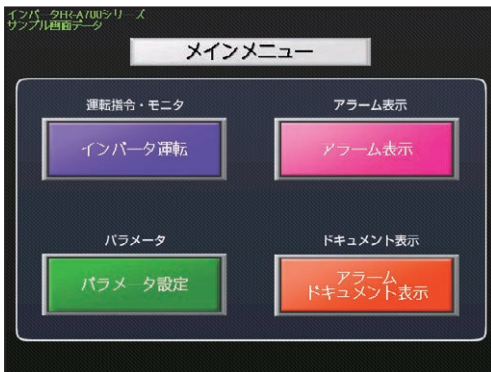 インバータFR-A700シリーズ
サンプル画面データ
メインメニュー
運転指令・モニタ
アラーム表示
インバータ運転
アラーム表示
パラメータ
ドキュメント表示
パラメータ設定
アラーム
ドキュメント表示